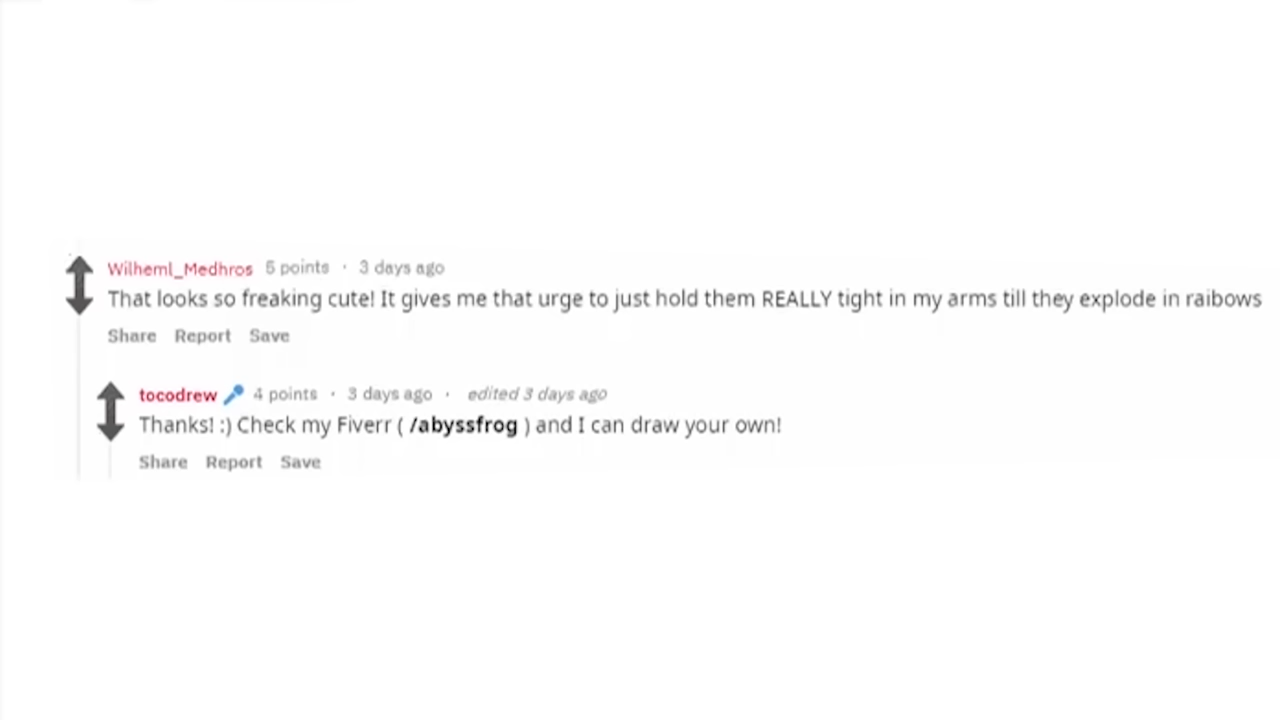 Wilheml_Medhros 5 points · 3 days ago
That looks so freaking cute! It gives me that urge to just hold them REALLY tight in my arms till they explode in raibows
Share Report Save
tocodrew 4 points · 3 days ago · edited 3 days ago
Thanks! :) Check my Fiverr ( /abyssfrog ) and I can draw your own!
Share Report Save